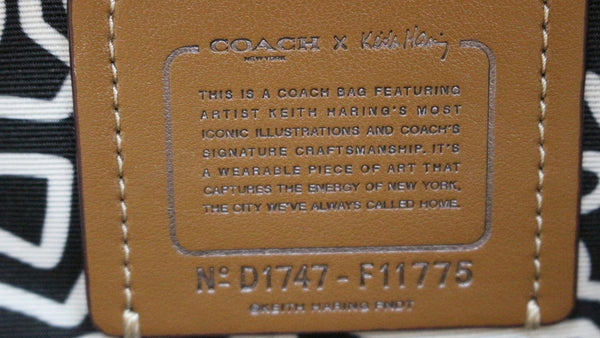 COACH x Keith Haring
NEW YORK
THIS IS A COACH BAG FEATURING
ARTIST KEITH HARING'S MOST
ICONIC ILLUSTRATIONS AND COACH'S
SIGNATURE CRAFTSMANSHIP. IT'S
A WEARABLE PIECE OF ART THAT
CAPTURES THE ENERGY OF NEW YORK,
THE CITY WE'VE ALWAYS CALLED HOME.
Nº D1747 - F11775
©KEITH HARING FNDT